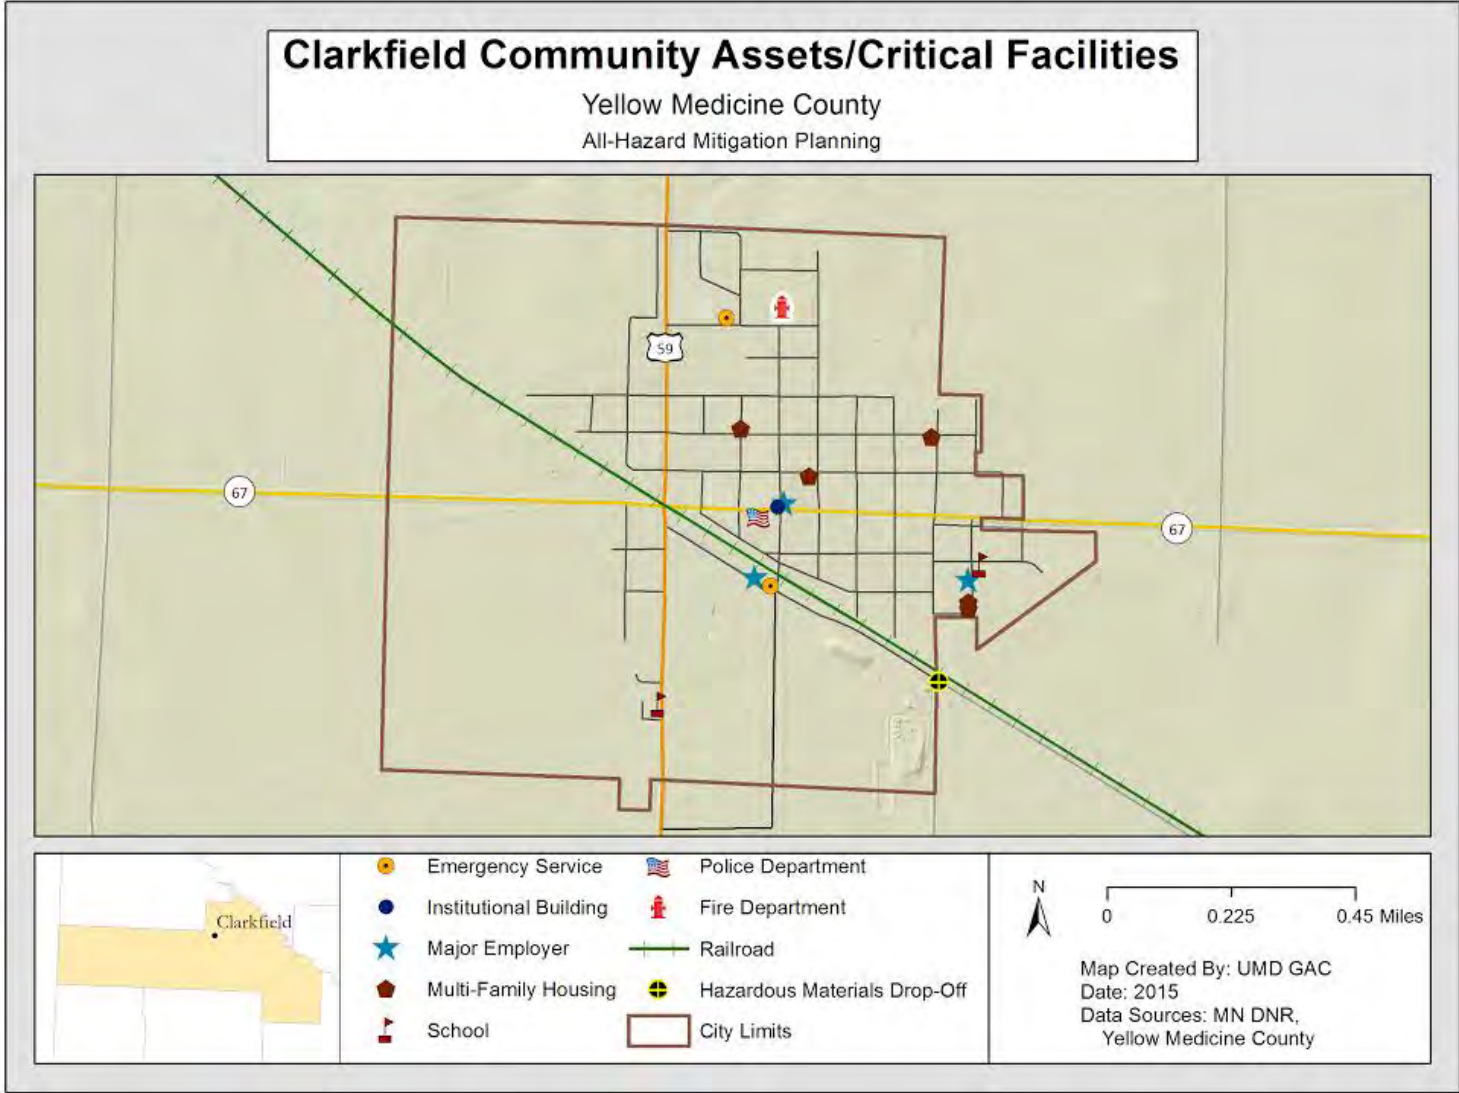 Clarkfield Community Assets/Critical Facilities
Yellow Medicine County
All-Hazard Mitigation Planning
59
67
67
Clarkfield
Emergency Service
Institutional Building
Major Employer
Multi-Family Housing
School
Police Department
Fire Department
Railroad
Hazardous Materials Drop-Off
City Limits
N
0 0.225 0.45 Miles
Map Created By: UMD GAC
Date: 2015
Data Sources: MN DNR,
Yellow Medicine County